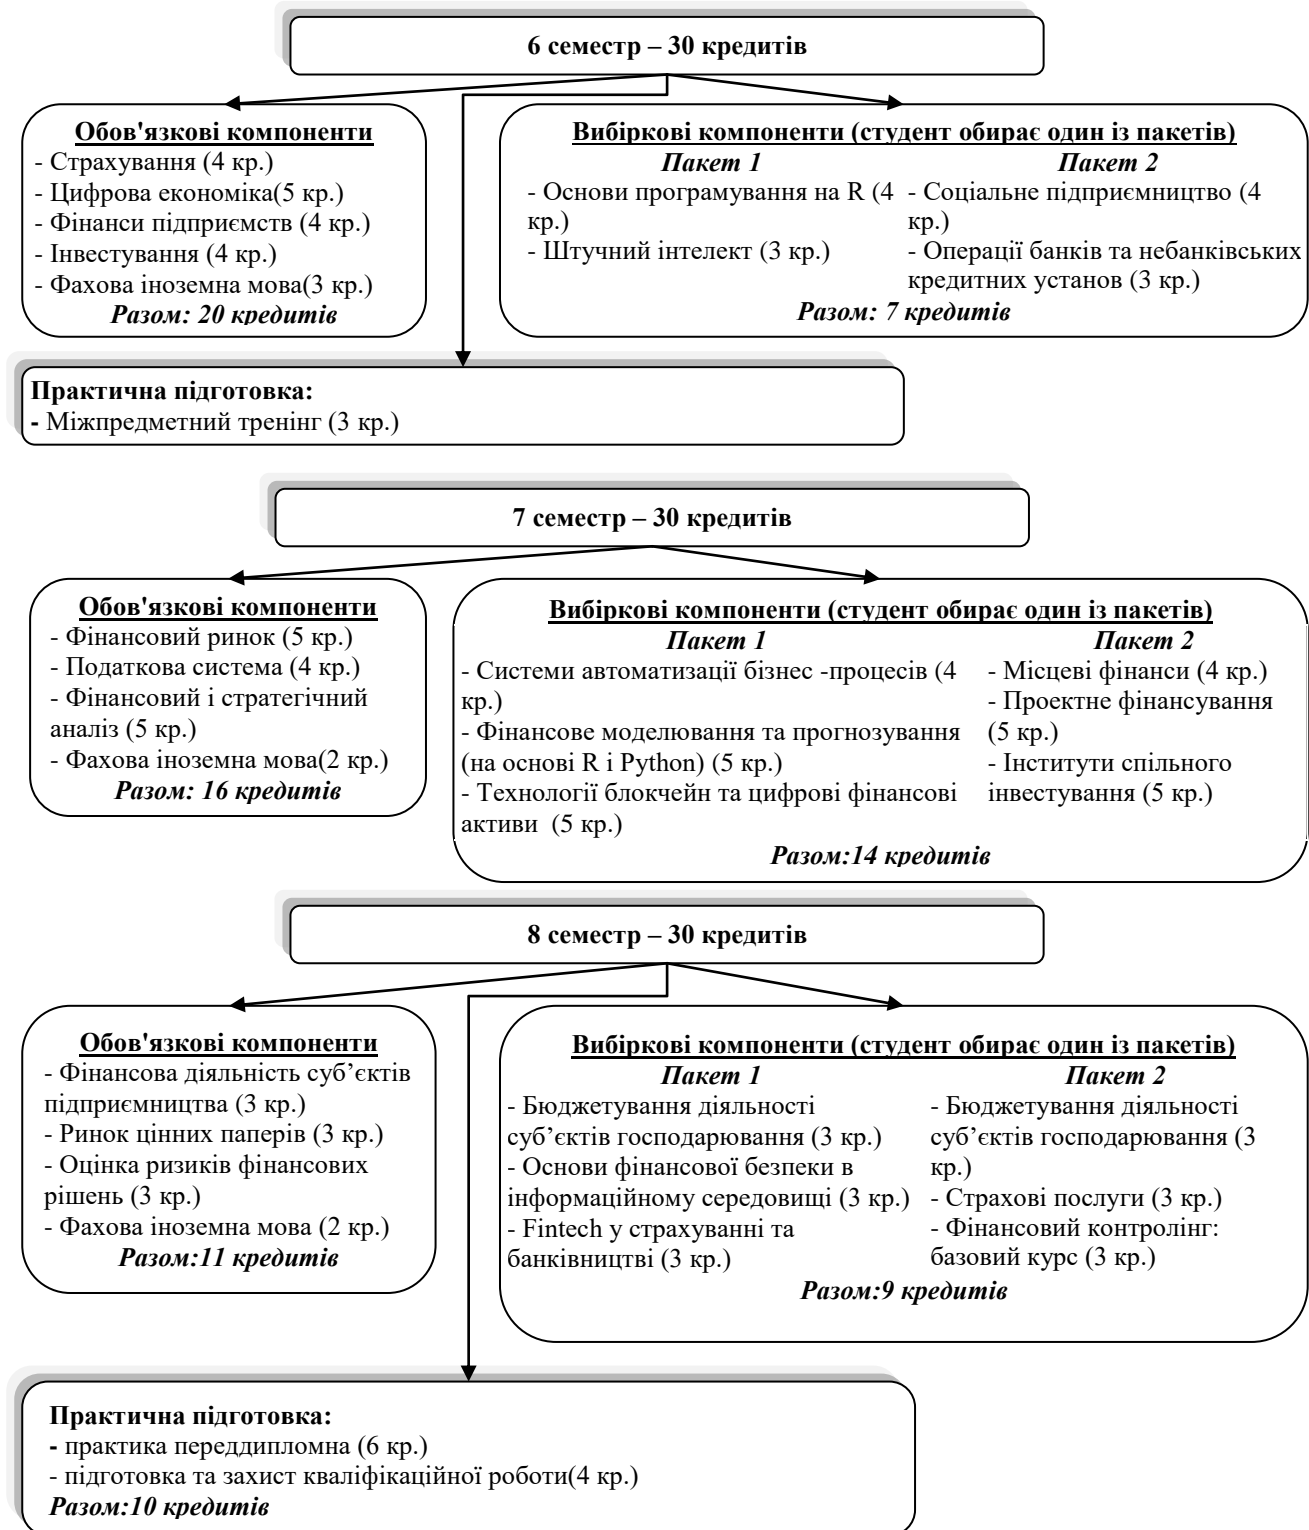 6 семестр – 30 кредитів
Обов'язкові компоненти
- Страхування (4 кр.)
- Цифрова економіка(5 кр.)
- Фінанси підприємств (4 кр.)
- Інвестування (4 кр.)
- Фахова іноземна мова(3 кр.)
Разом: 20 кредитів
Вибіркові компоненти (студент обирає один із пакетів)
Пакет 1
- Основи програмування на R (4
кр.)
- Штучний інтелект (3 кр.)
Пакет 2
- Соціальне підприємництво (4
кр.)
- Операції банків та небанківських
кредитних установ (3 кр.)
Разом: 7 кредитів
Практична підготовка:
- Міжпредметний тренінг (3 кр.)
7 семестр – 30 кредитів
Обов'язкові компоненти
- Фінансовий ринок (5 кр.)
- Податкова система (4 кр.)
- Фінансовий і стратегічний
аналіз (5 кр.)
- Фахова іноземна мова(2 кр.)
Разом: 16 кредитів
Вибіркові компоненти (студент обирає один із пакетів)
Пакет 1
- Системи автоматизації бізнес -процесів (4
кр.)
- Фінансове моделювання та прогнозування
(на основі R і Python) (5 кр.)
- Технології блокчейн та цифрові фінансові
активи  (5 кр.)
Пакет 2
- Місцеві фінанси (4 кр.)
- Проектне фінансування
(5 кр.)
- Інститути спільного
інвестування (5 кр.)
Разом:14 кредитів
8 семестр – 30 кредитів
Обов'язкові компоненти
- Фінансова діяльність суб’єктів
підприємництва (3 кр.)
- Ринок цінних паперів (3 кр.)
- Оцінка ризиків фінансових
рішень (3 кр.)
- Фахова іноземна мова (2 кр.)
Разом:11 кредитів
Вибіркові компоненти (студент обирає один із пакетів)
Пакет 1
- Бюджетування діяльності
суб’єктів господарювання (3 кр.)
- Основи фінансової безпеки в
інформаційному середовищі (3 кр.)
- Fintech у страхуванні та
банківництві (3 кр.)
Пакет 2
- Бюджетування діяльності
суб’єктів господарювання (3
кр.)
- Страхові послуги (3 кр.)
- Фінансовий контролінг:
базовий курс (3 кр.)
Разом:9 кредитів
Практична підготовка:
- практика переддипломна (6 кр.)
- підготовка та захист кваліфікаційної роботи(4 кр.)
Разом:10 кредитів